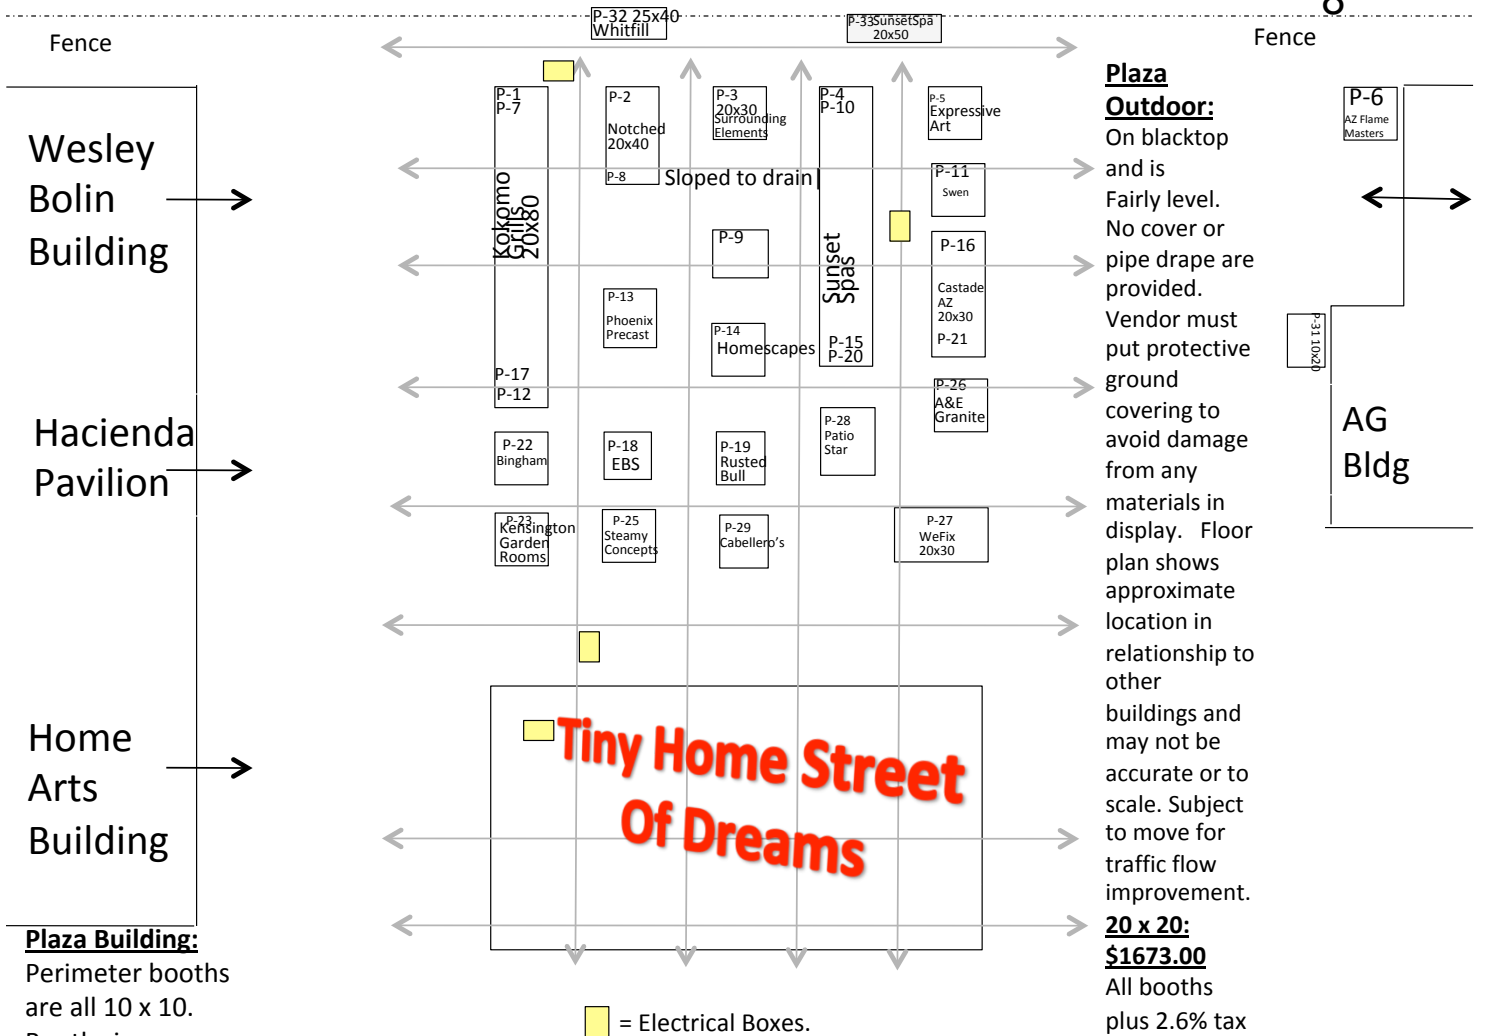 P-32 25x40
Whitfill
P-33SunsetSpa
20x50
Fence
Fence
P-1
P-7
Kokomo
Grills
20x80
P-17
P-12
P-2
Notched
20x40
P-8
P-3
20x30
Surrounding
Elements
P-4
P-10
Sunset
Spas
P-15
P-20
P-5
Expressive
Art
P-6
AZ Flame
Masters
Sloped to drain
P-11
Swen
P-9
P-16
Castade
AZ
20x30
P-21
P-13
Phoenix
Precast
P-14
Homescapes
P-31 10x20
P-26
A&E
Granite
P-28
Patio
Star
P-22
Bingham
P-18
EBS
P-19
Rusted
Bull
P-23
Kensington
Garden
Rooms
P-25
Steamy
Concepts
P-29
Cabellero's
P-27
WeFix
20x30
Wesley
Bolin
Building
Hacienda
Pavilion
Home
Arts
Building
AG
Bldg
Tiny Home Street
Of Dreams
Plaza
Outdoor:
On blacktop
and is
Fairly level.
No cover or
pipe drape are
provided.
Vendor must
put protective
ground
covering to
avoid damage
from any
materials in
display. Floor
plan shows
approximate
location in
relationship to
other
buildings and
may not be
accurate or to
scale. Subject
to move for
traffic flow
improvement.
20 x 20:
$1673.00
All booths
plus 2.6% tax
Plaza Building:
Perimeter booths
are all 10 x 10.
= Electrical Boxes.